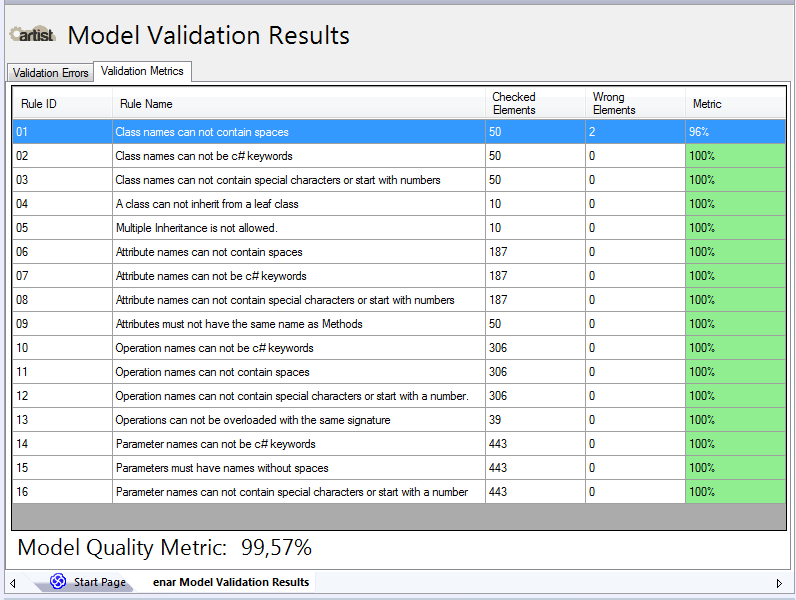 artist Model Validation Results
Validation Errors Validation Metrics
Rule ID Rule Name Checked Elements Wrong Elements Metric
01 Class names can not contain spaces 50 2 96%
02 Class names can not be c# keywords 50 0 100%
03 Class names can not contain special characters or start with numbers 50 0 100%
04 A class can not inherit from a leaf class 10 0 100%
05 Multiple Inheritance is not allowed. 10 0 100%
06 Attribute names can not contain spaces 187 0 100%
07 Attribute names can not be c# keywords 187 0 100%
08 Attribute names can not contain special characters or start with numbers 187 0 100%
09 Attributes must not have the same name as Methods 50 0 100%
10 Operation names can not be c# keywords 306 0 100%
11 Operation names can not contain spaces 306 0 100%
12 Operation names can not contain special characters or start with a number. 306 0 100%
13 Operations can not be overloaded with the same signature 39 0 100%
14 Parameter names can not be c# keywords 443 0 100%
15 Parameters must have names without spaces 443 0 100%
16 Parameter names can not contain special characters or start with a number 443 0 100%
Model Quality Metric: 99,57%
Start Page enar Model Validation Results